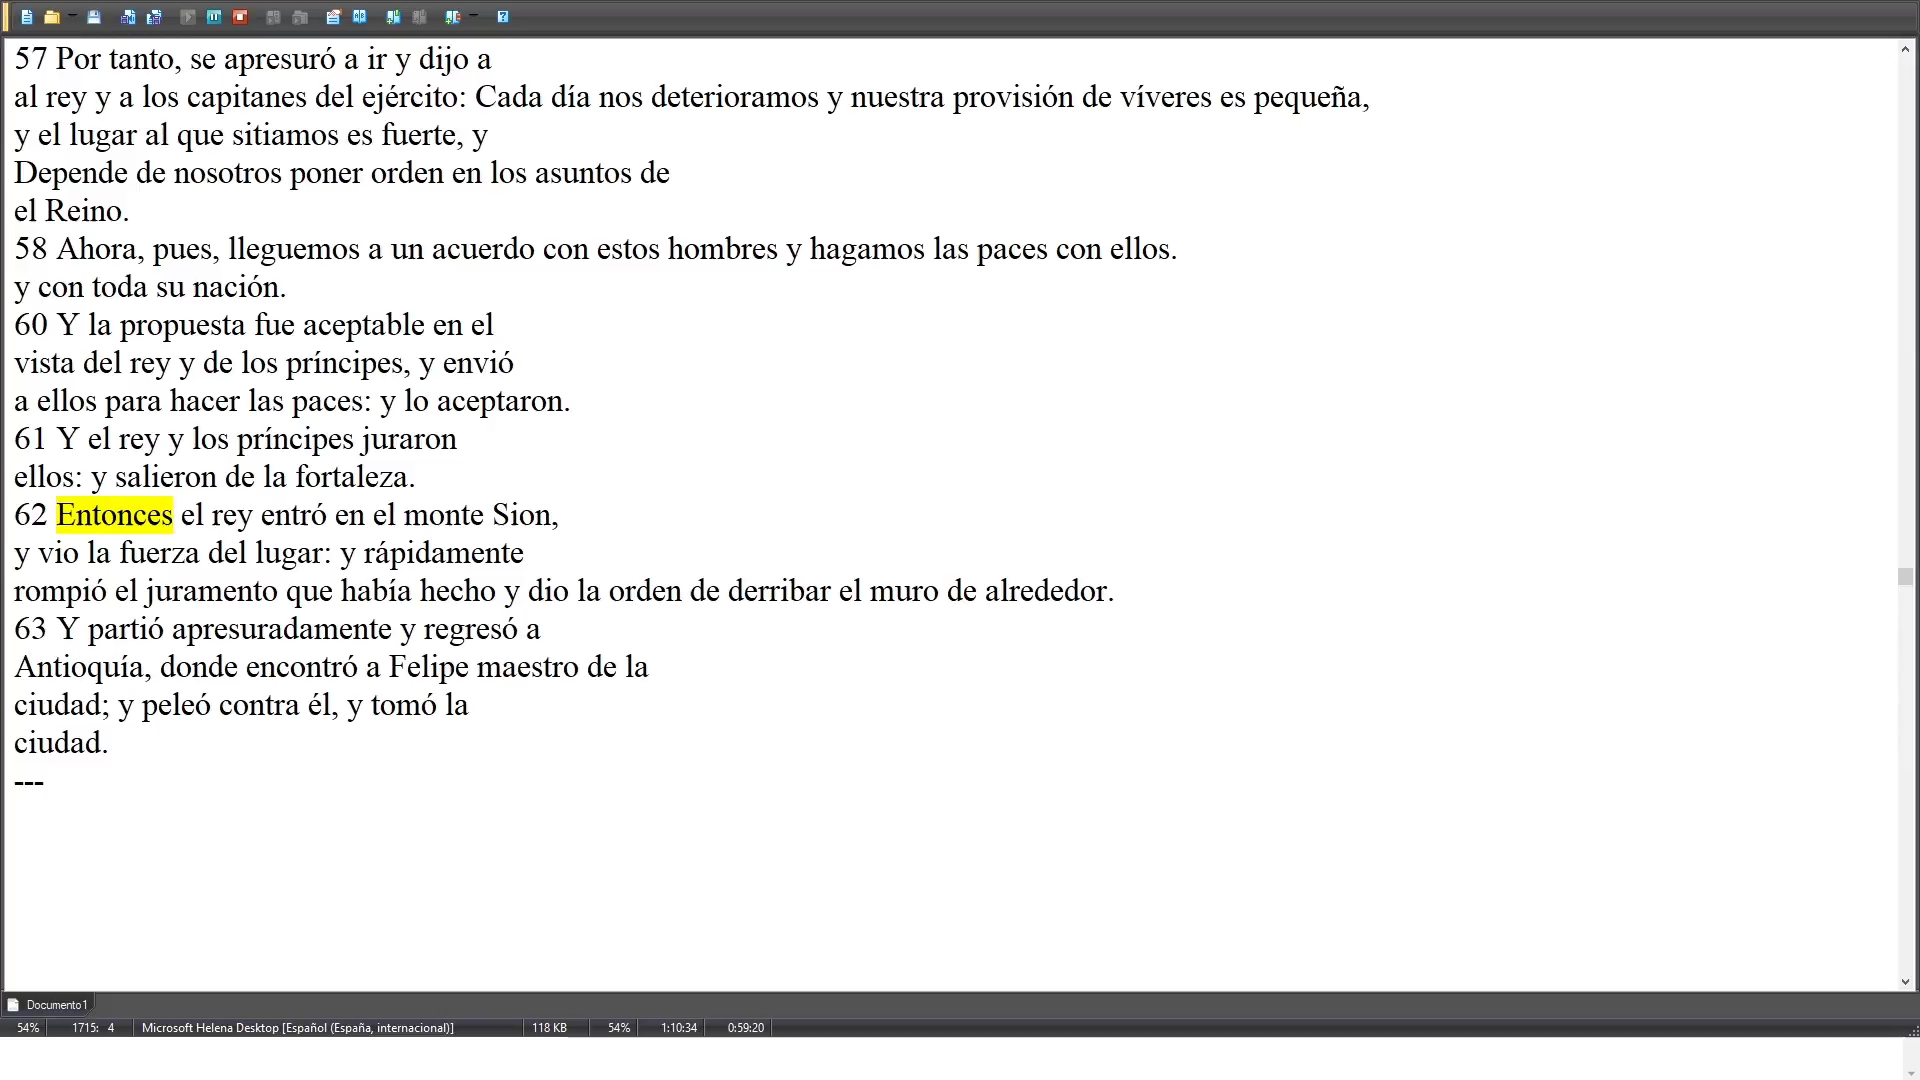 57 Por tanto, se apresuró a ir y dijo a
al rey y a los capitanes del ejército: Cada día nos deterioramos y nuestra provisión de víveres es pequeña,
y el lugar al que sitiamos es fuerte, y
Depende de nosotros poner orden en los asuntos de
el Reino.
58 Ahora, pues, lleguemos a un acuerdo con estos hombres y hagamos las paces con ellos.
y con toda su nación.
60 Y la propuesta fue aceptable en el
vista del rey y de los príncipes, y envió
a ellos para hacer las paces: y lo aceptaron.
61 Y el rey y los príncipes juraron
ellos: y salieron de la fortaleza.
62 Entonces el rey entró en el monte Sion,
y vio la fuerza del lugar: y rápidamente
rompió el juramento que había hecho y dio la orden de derribar el muro de alrededor.
63 Y partió apresuradamente y regresó a
Antioquía, donde encontró a Felipe maestro de la
ciudad; y peleó contra él, y tomó la
ciudad.
---
Documento1
54% 1715: 4 Microsoft Helena Desktop [Español (España, internacional)] 118 KB 54% 1:10:34 0:59:20